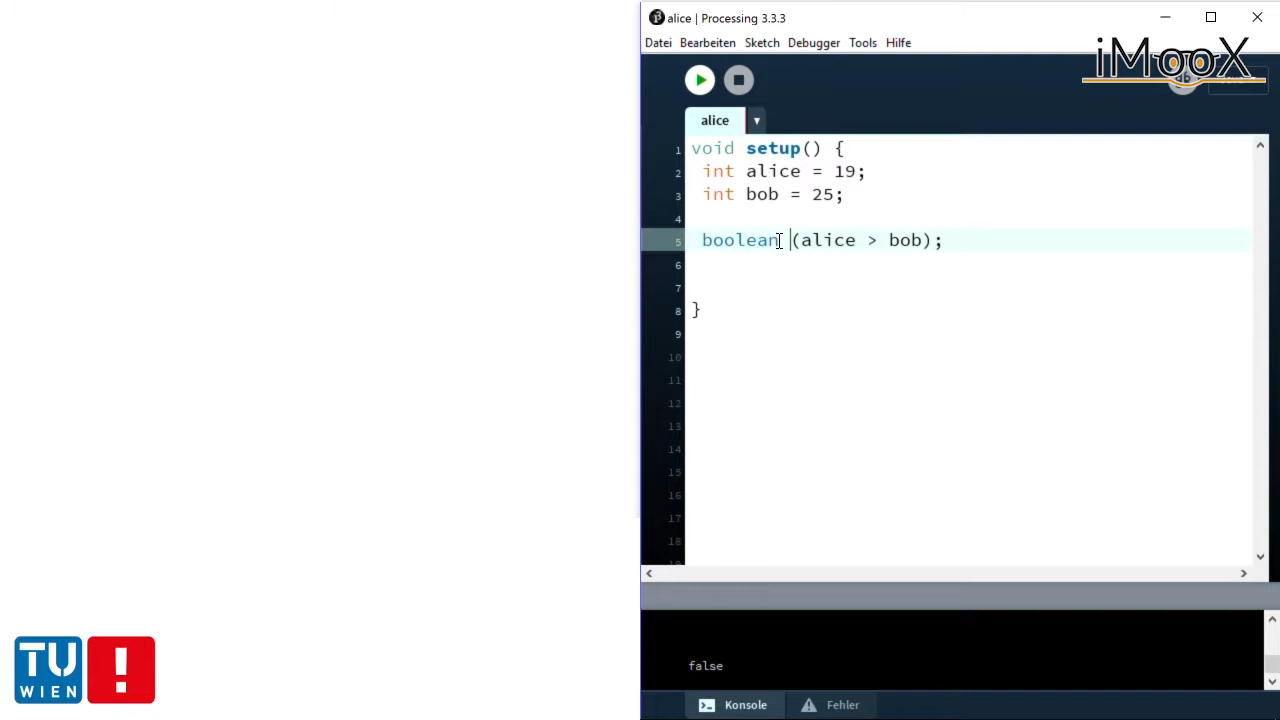 alice | Processing 3.3.3
Datei Bearbeiten Sketch Debugger Tools Hilfe
iMooX
alice
1 void setup() {
2 int alice = 19;
3 int bob = 25;
4
5 boolean (alice > bob);
6
7
8 }
9
10
11
12
13
14
15
16
17
18
false
Konsole Fehler
TU
WIEN
!